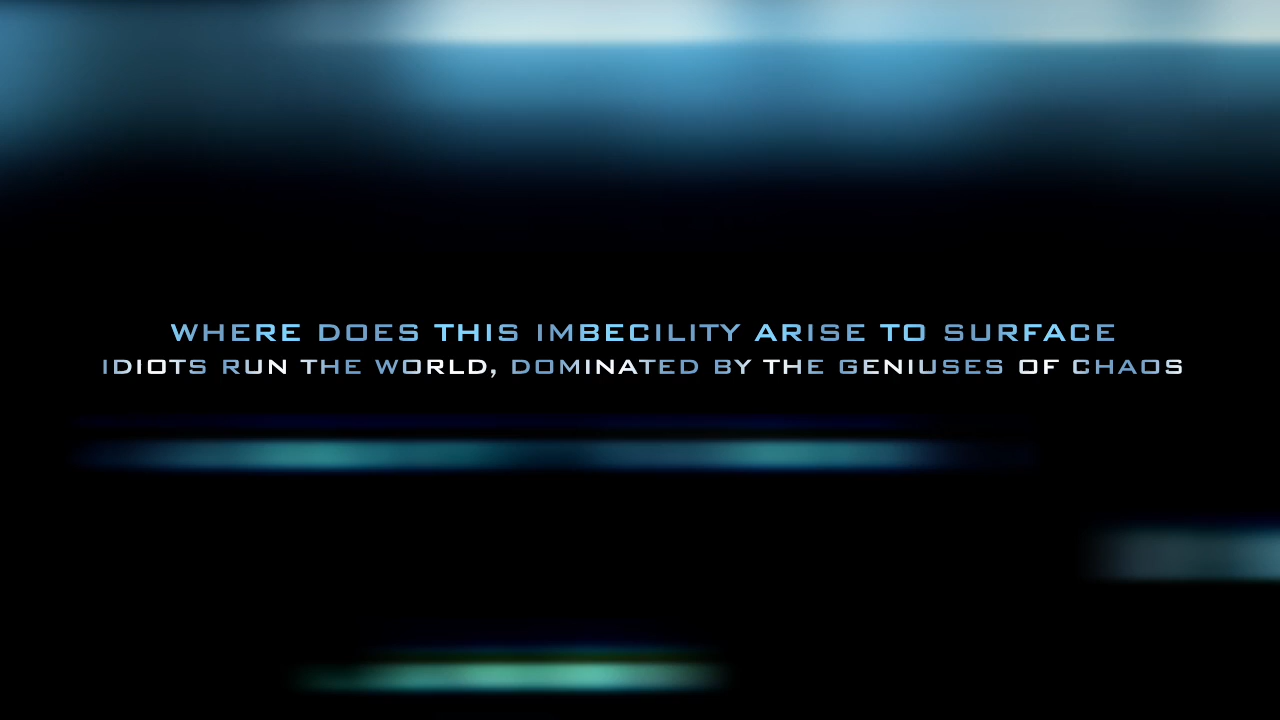 WHERE DOES THIS IMBECILITY ARISE TO SURFACE
IDIOTS RUN THE WORLD, DOMINATED BY THE GENIUSES OF CHAOS